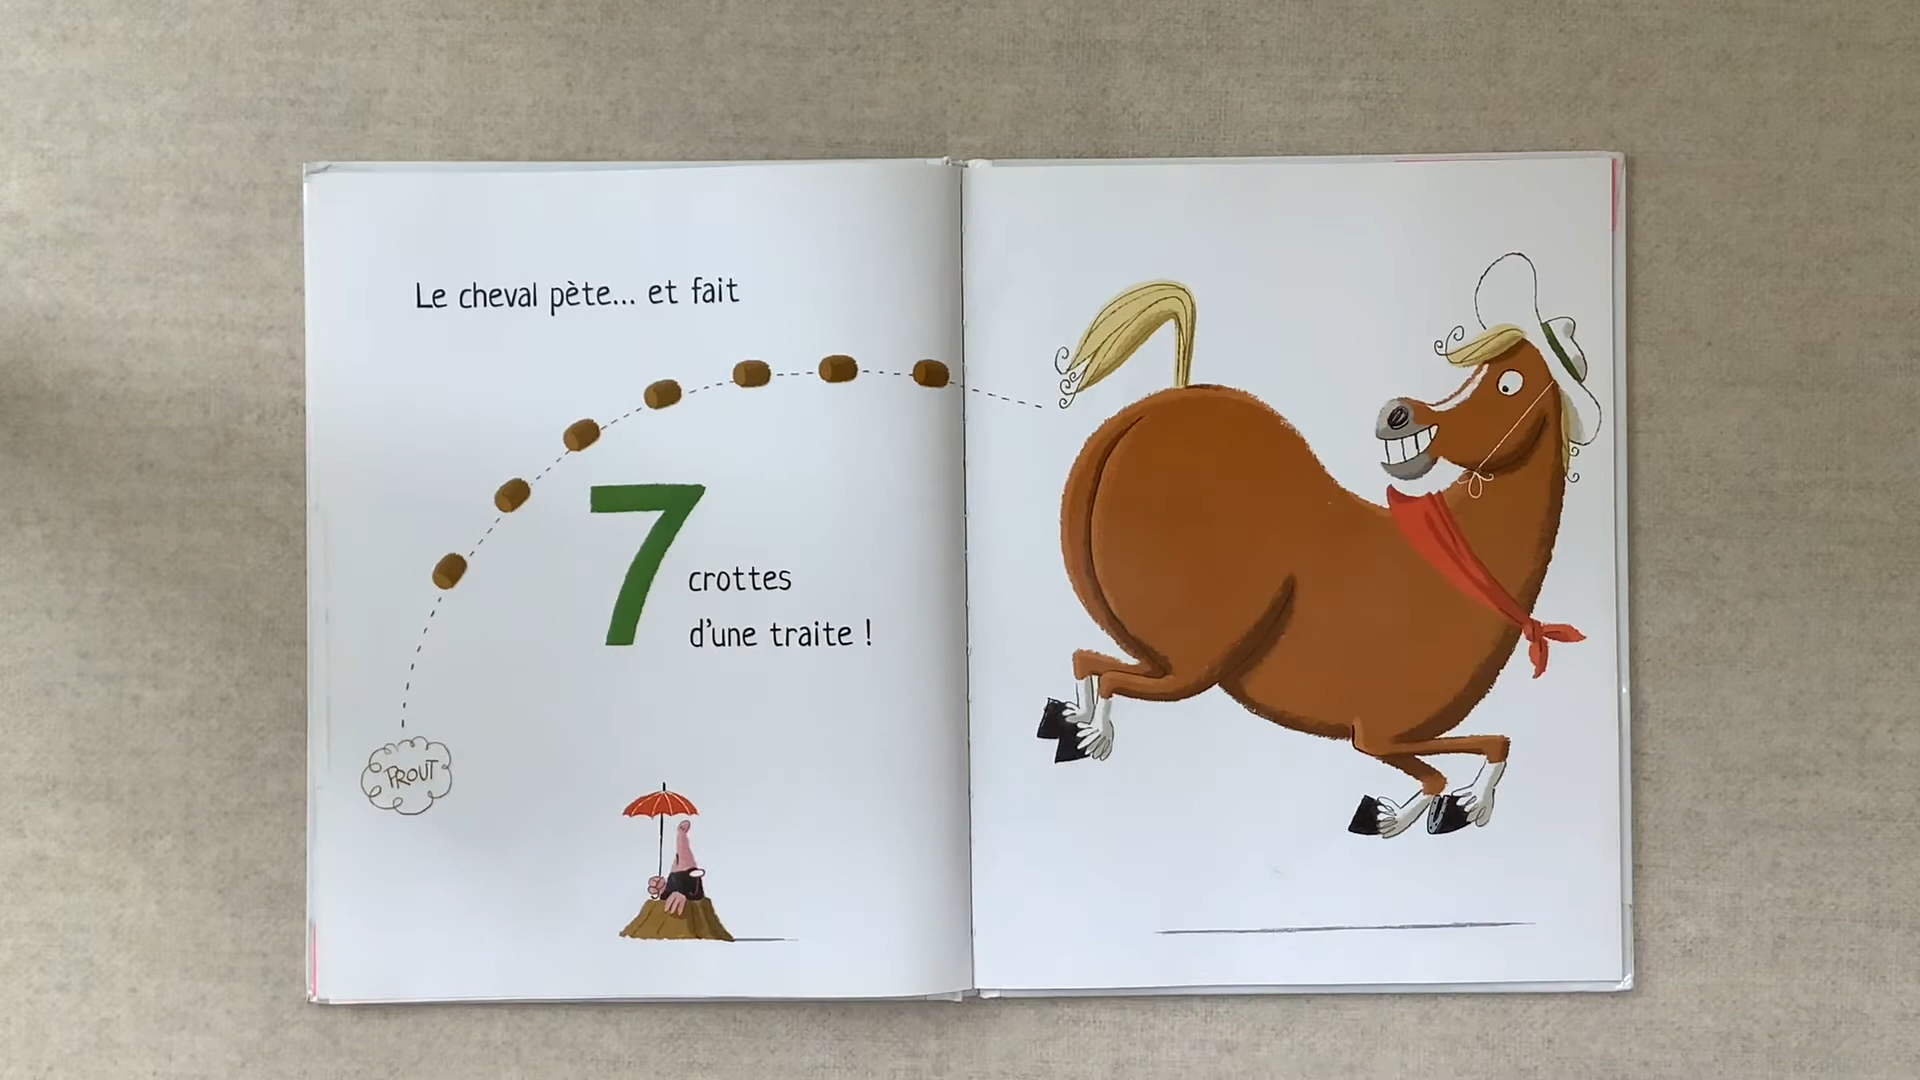 Le cheval pète... et fait
7
crottes
d'une traite !
PROUT